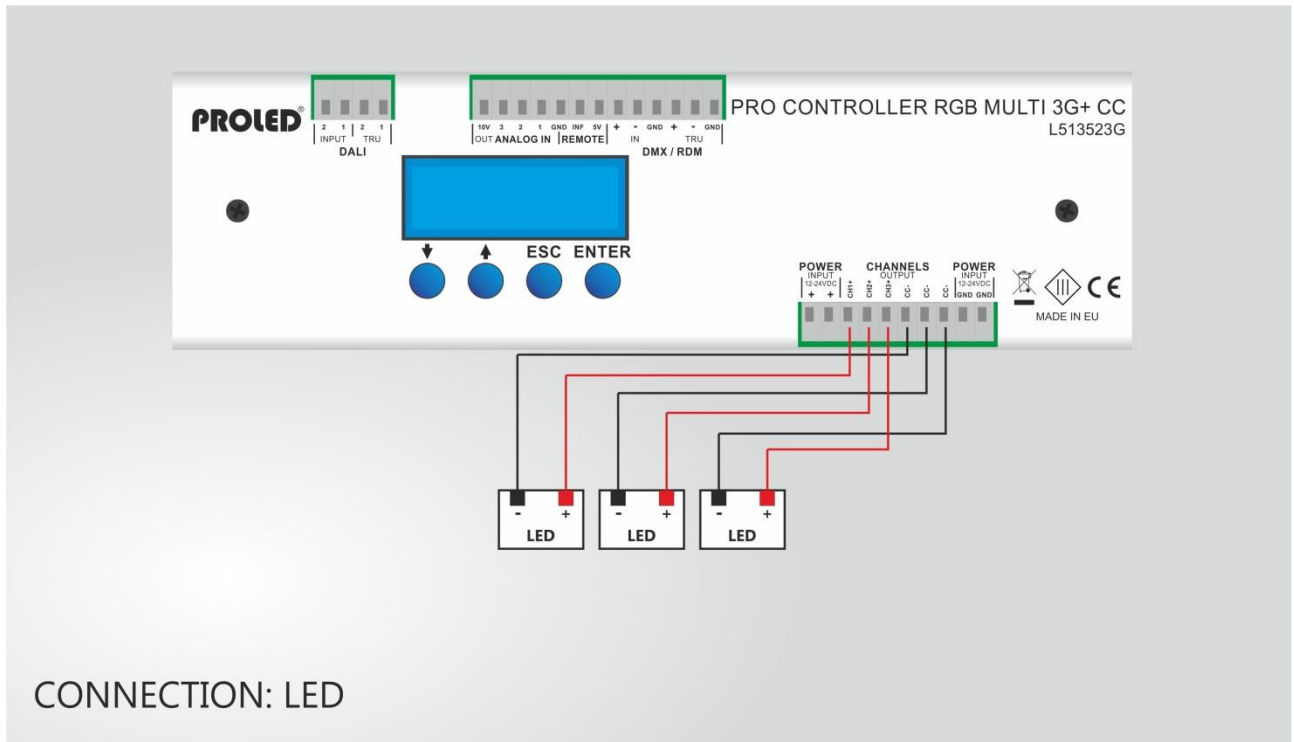 PROLED®
2 1 2 1
INPUT TRU
DALI
10V 3 2 1 GND INF 5V + - GND + - GND
OUT ANALOG IN REMOTE IN TRU
DMX / RDM
PRO CONTROLLER RGB MULTI 3G+ CC
L513523G
ESC ENTER
POWER CHANNELS POWER
INPUT OUTPUT INPUT
12-24VDC 12-24VDC
+ + CH1+ CH2+ CH3+ CC- CC- CC- GND GND
III CE
MADE IN EU
- + - + - +
LED LED LED
CONNECTION: LED